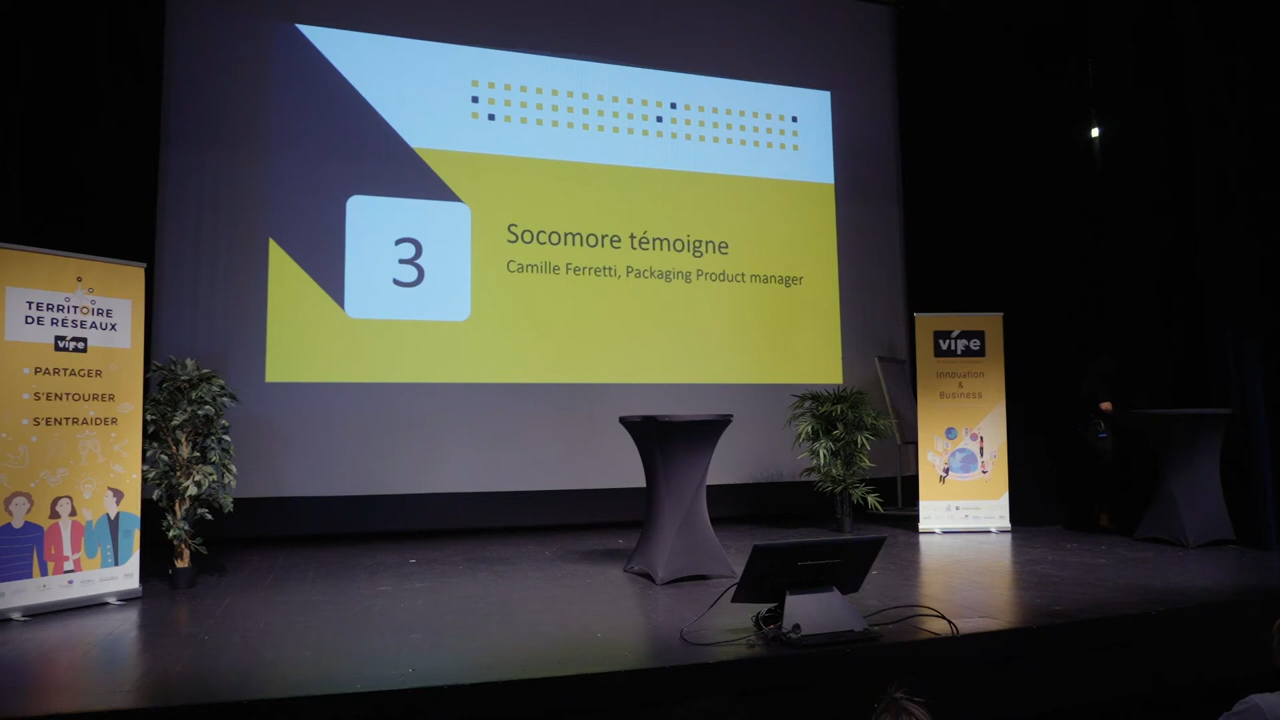 3
Socomore témoigne
Camille Ferretti, Packaging Product manager
TERRITOIRE
DE RÉSEAUX
vipe
PARTAGER
S'ENTOURER
S'ENTRAIDER
vipe
Innovation
&
Business